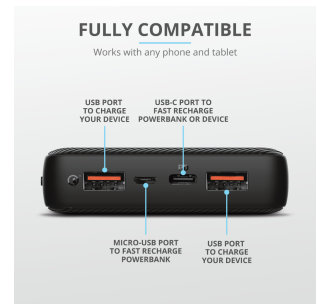 FULLY COMPATIBLE
Works with any phone and tablet
USB PORT
TO CHARGE
YOUR DEVICE
USB-C PORT TO
FAST RECHARGE
POWERBANK OR DEVICE
MICRO-USB PORT
TO FAST RECHARGE
POWERBANK
USB PORT
TO CHARGE
YOUR DEVICE